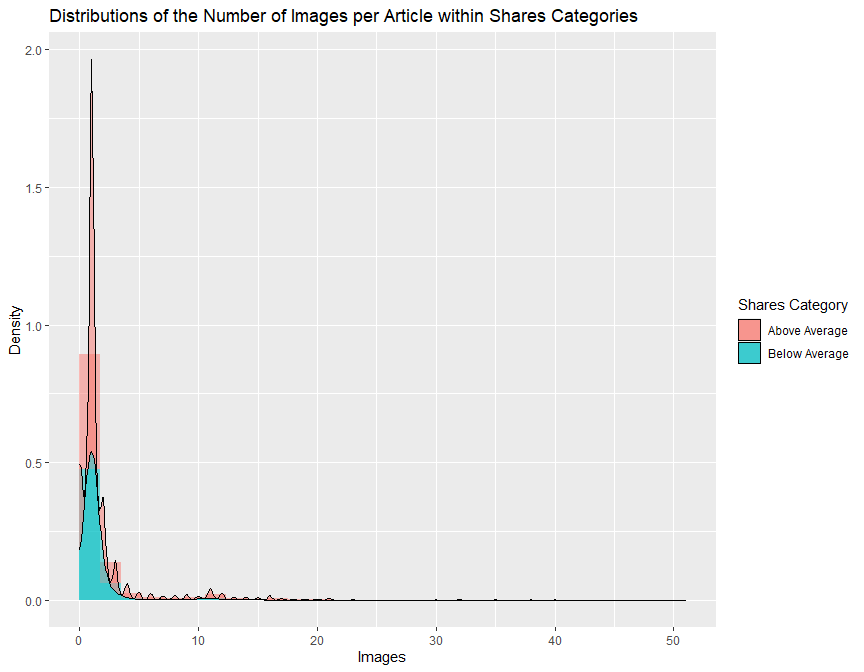 Distributions of the Number of Images per Article within Shares Categories
2.0
1.5
1.0
0.5
0.0
Density
0
10
20
30
40
50
Images
Shares Category
Above Average
Below Average